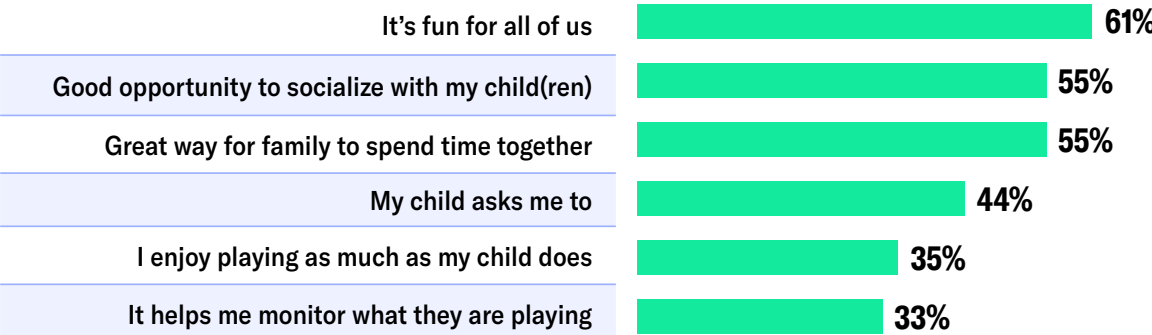 It’s fun for all of us 61%
Good opportunity to socialize with my child(ren) 55%
Great way for family to spend time together 55%
My child asks me to 44%
I enjoy playing as much as my child does 35%
It helps me monitor what they are playing 33%